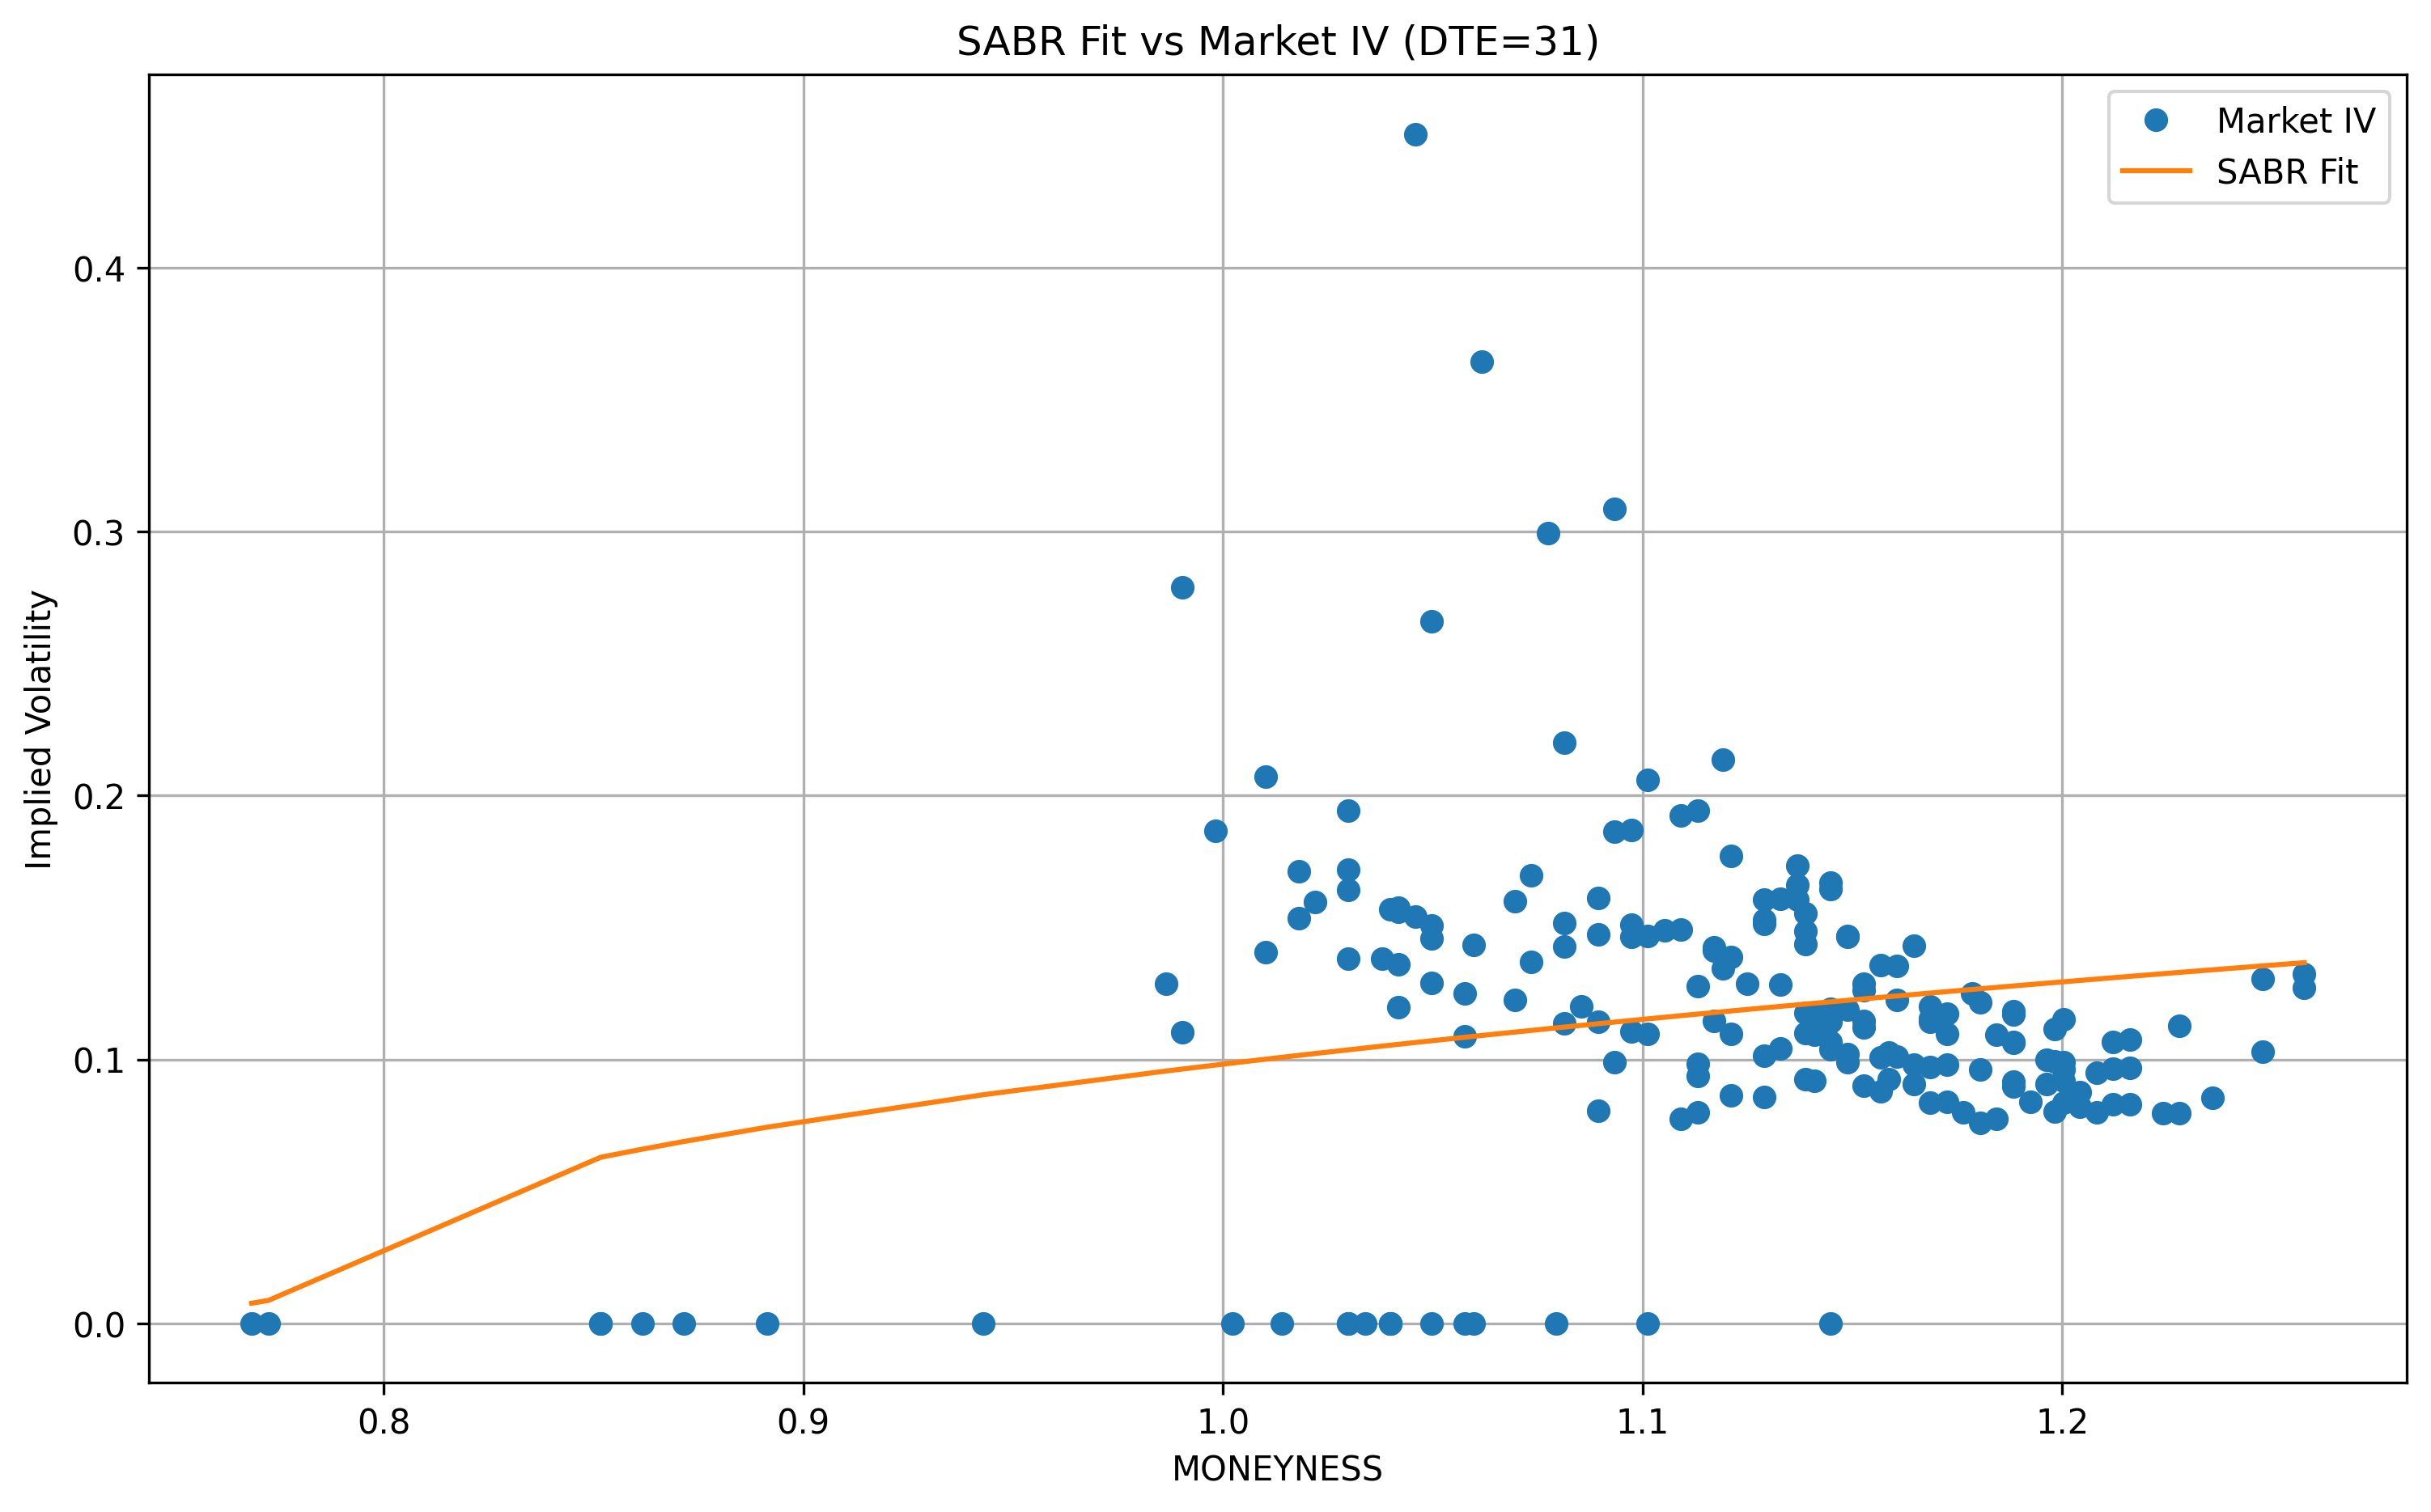 SABR Fit vs Market IV (DTE=31)
Market IV
SABR Fit
Implied Volatility
0.4
0.3
0.2
0.1
0.0
0.8 0.9 1.0 1.1 1.2
MONEYNESS